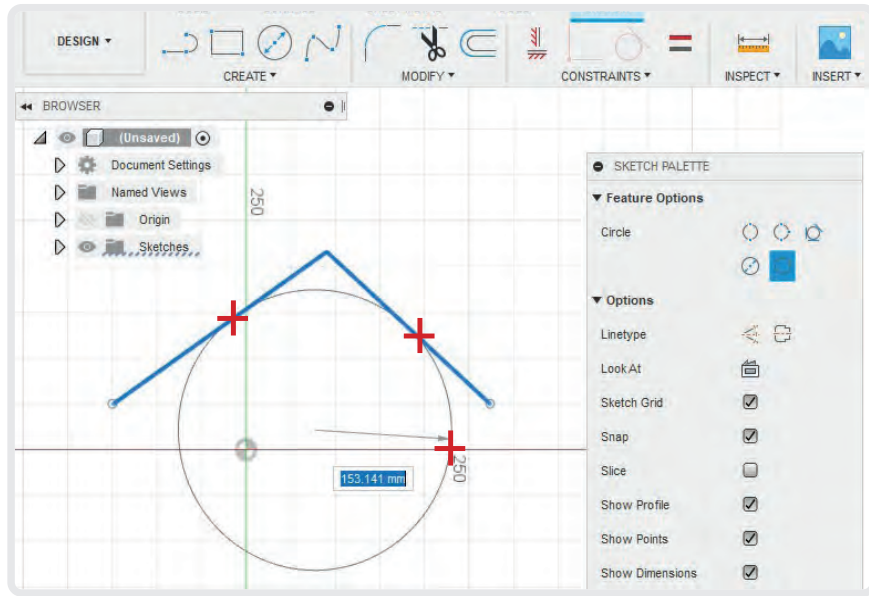 DESIGN ▾
CREATE ▾
MODIFY ▾
CONSTRAINTS ▾
INSPECT ▾
INSERT ▾
BROWSER
(Unsaved)
Document Settings
Named Views
Origin
Sketches
250
250
153.141 mm
SKETCH PALETTE
▼ Feature Options
Circle
▼ Options
Linetype
Look At
Sketch Grid
Snap
Slice
Show Profile
Show Points
Show Dimensions